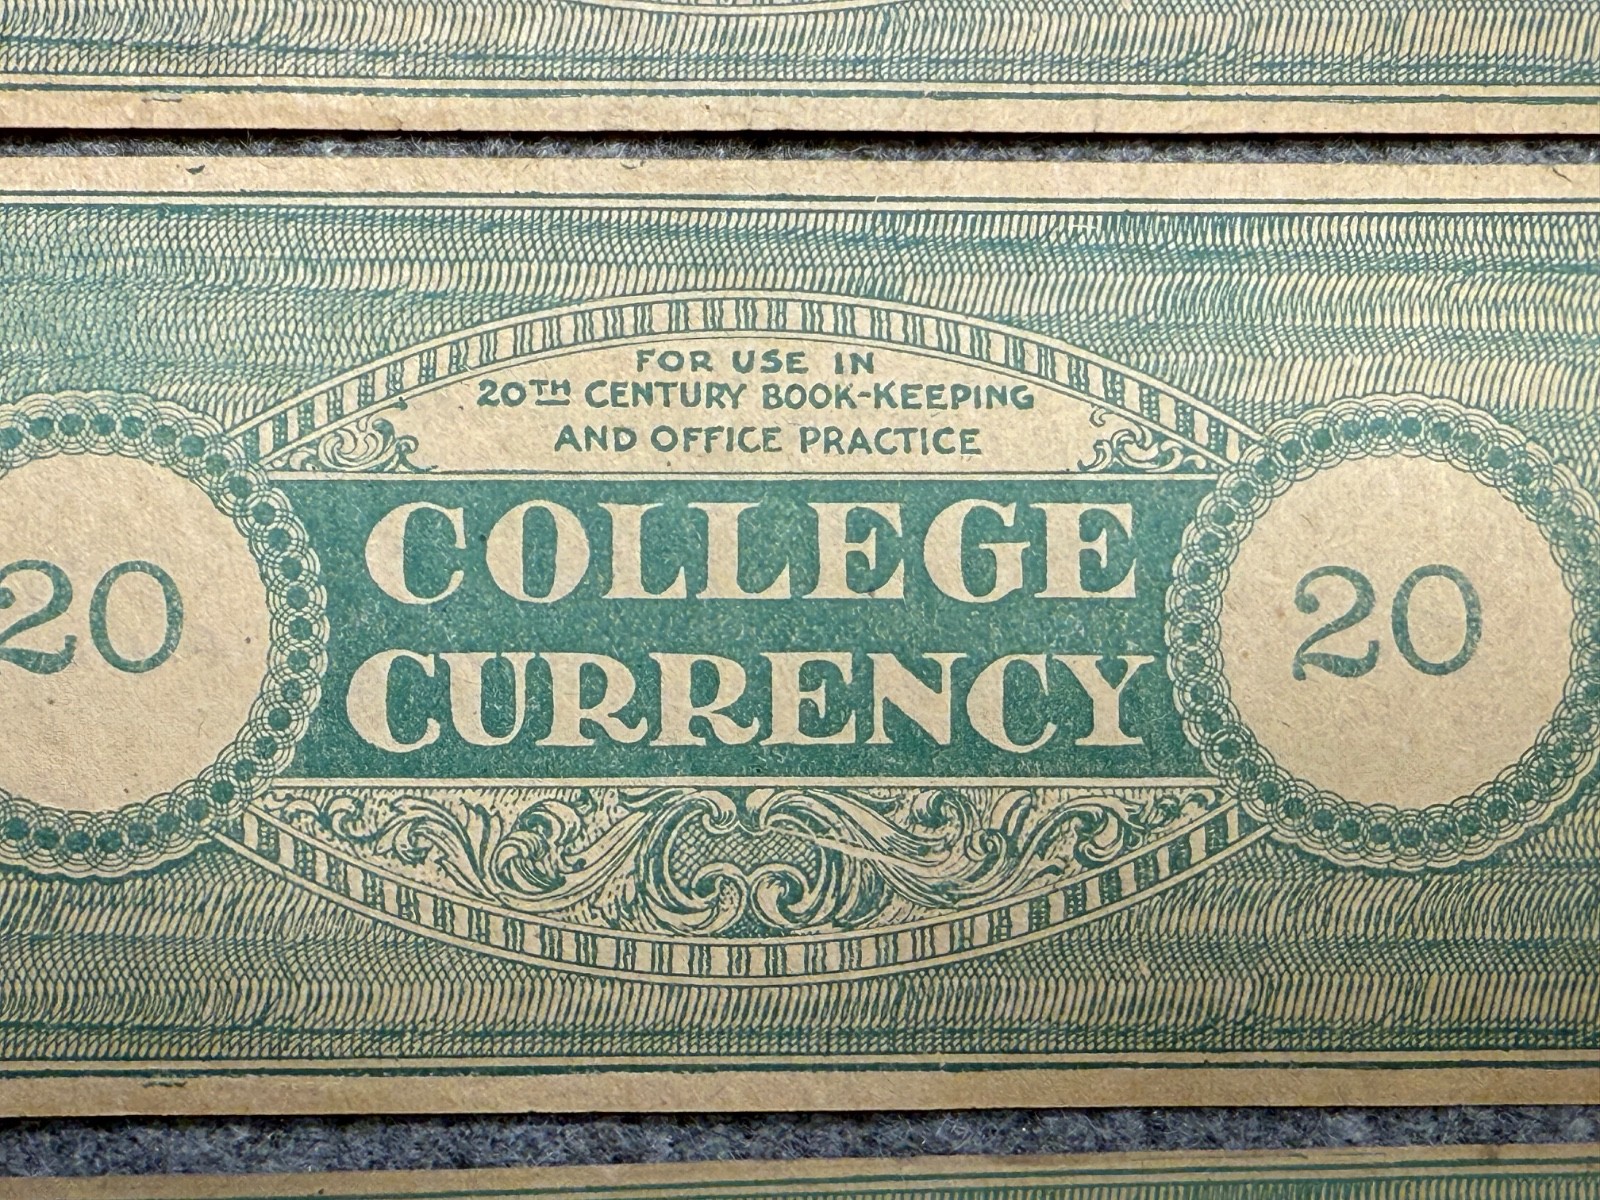 FOR USE IN
20TH CENTURY BOOK-KEEPING
AND OFFICE PRACTICE
COLLEGE
CURRENCY
20
20